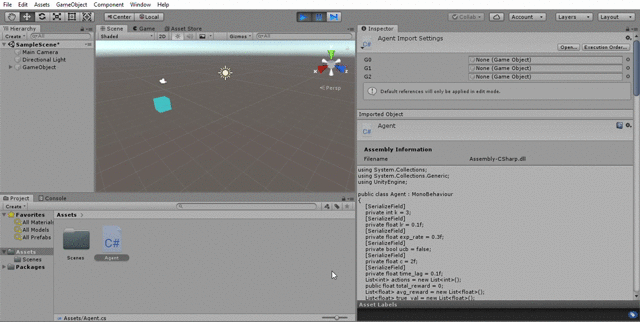 File Edit Assets GameObject Component Window Help
Center Local
Collab Account Layers Layout
Hierarchy
Create All
SampleScene*
Main Camera
Directional Light
GameObject
Scene Game Asset Store
Shaded 2D Gizmos All
x z
Persp
Project Console
Create
Favorites
All Materials
All Models
All Prefabs
Assets
Scenes
Packages
Assets
Scenes
C#
Agent
Assets/Agent.cs
Inspector
Agent Import Settings
C#
Open... Execution Order...
G0 None (Game Object)
G1 None (Game Object)
G2 None (Game Object)
Default references will only be applied in edit mode.
Imported Object
Agent
C#
Assembly Information
Filename Assembly-CSharp.dll
using System.Collections;
using System.Collections.Generic;
using UnityEngine;
public class Agent : MonoBehaviour
{
[SerializeField]
private int k = 3;
[SerializeField]
private float lr = 0.1f;
[SerializeField]
private float exp_rate = 0.3f;
[SerializeField]
private bool ucb = false;
[SerializeField]
private float c = 2f;
[SerializeField]
private float time_lag = 0.1f;
List<int> actions = new List<int>();
public float total_reward = 0;
List<float> avg_reward = new List<float>();
List<float> true_val = new List<float>();
Asset Labels